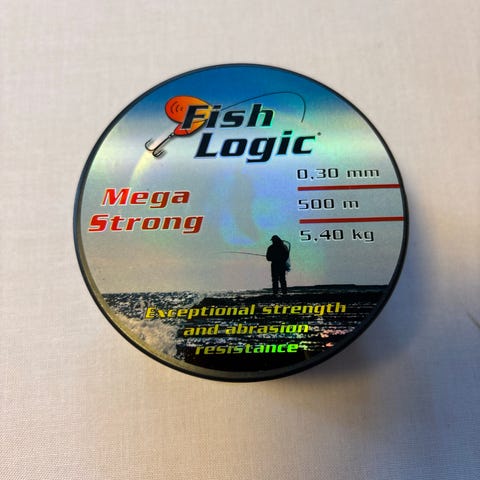 Fish
Logic®
0,30 mm
Mega
Strong
500 m
5,40 kg
Exceptional strength
and abrasion
resistance